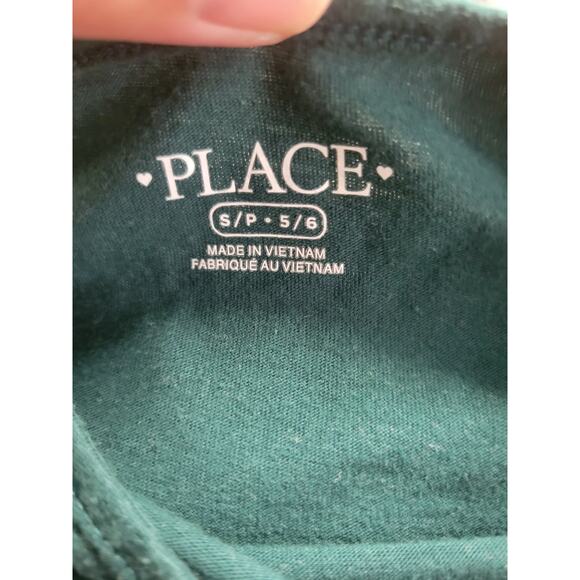 ♥PLACE♥
S/P • 5/6
MADE IN VIETNAM
FABRIQUÉ AU VIETNAM